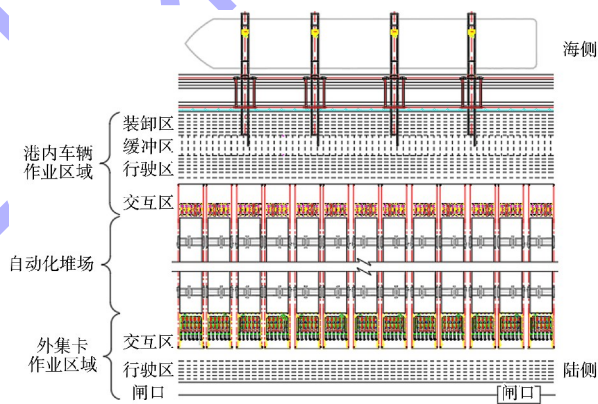 海侧
装卸区
缓冲区
港内车辆
作业区域
行驶区
交互区
自动化堆场
外集卡
作业区域
交互区
行驶区
陆侧
闸口
闸口